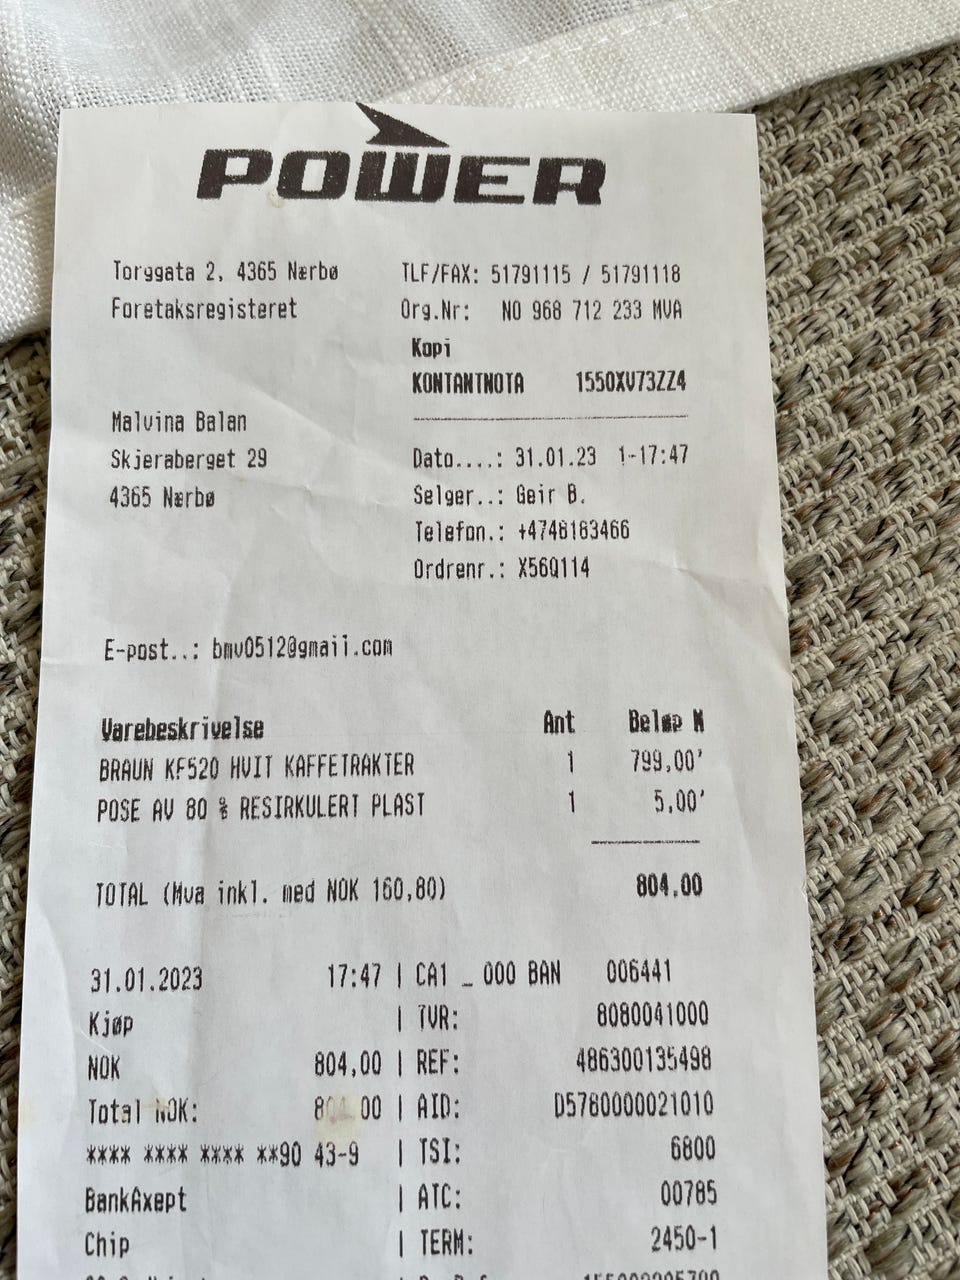 POWER
Torggata 2, 4365 Nærbø TLF/FAX: 51791115 / 51791118
Foretaksregisteret Org.Nr: NO 968 712 233 MVA
Kopi
KONTANTNOTA 1550XV73ZZ4
Malvina Balan
Skjeraberget 29 Dato....: 31.01.23 1-17:47
4365 Nærbø Selger..: Geir B.
Telefon.: +4748183466
Ordrenr.: X56Q114
E-post..: bmv0512@gmail.com
Varebeskrivelse Ant Beløp N
BRAUN KF520 HVIT KAFFETRAKTER 1 799,00'
POSE AV 80 % RESIRKULERT PLAST 1 5,00'
TOTAL (Mva inkl. med NOK 160,80) 804.00
31.01.2023 17:47 | CA1 _ 000 BAN 006441
Kjøp | TVR: 8080041000
NOK 804,00 | REF: 486300135498
Total NOK: 804,00 | AID: D5780000021010
**** **** **** **90 43-9 | TSI: 6800
BankAxept | ATC: 00785
Chip | TERM: 2450-1